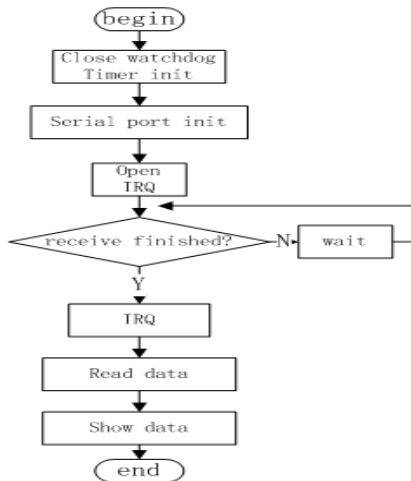 begin
Close watchdog
Timer init
Serial port init
Open
IRQ
receive finished?
N
wait
Y
IRQ
Read data
Show data
end